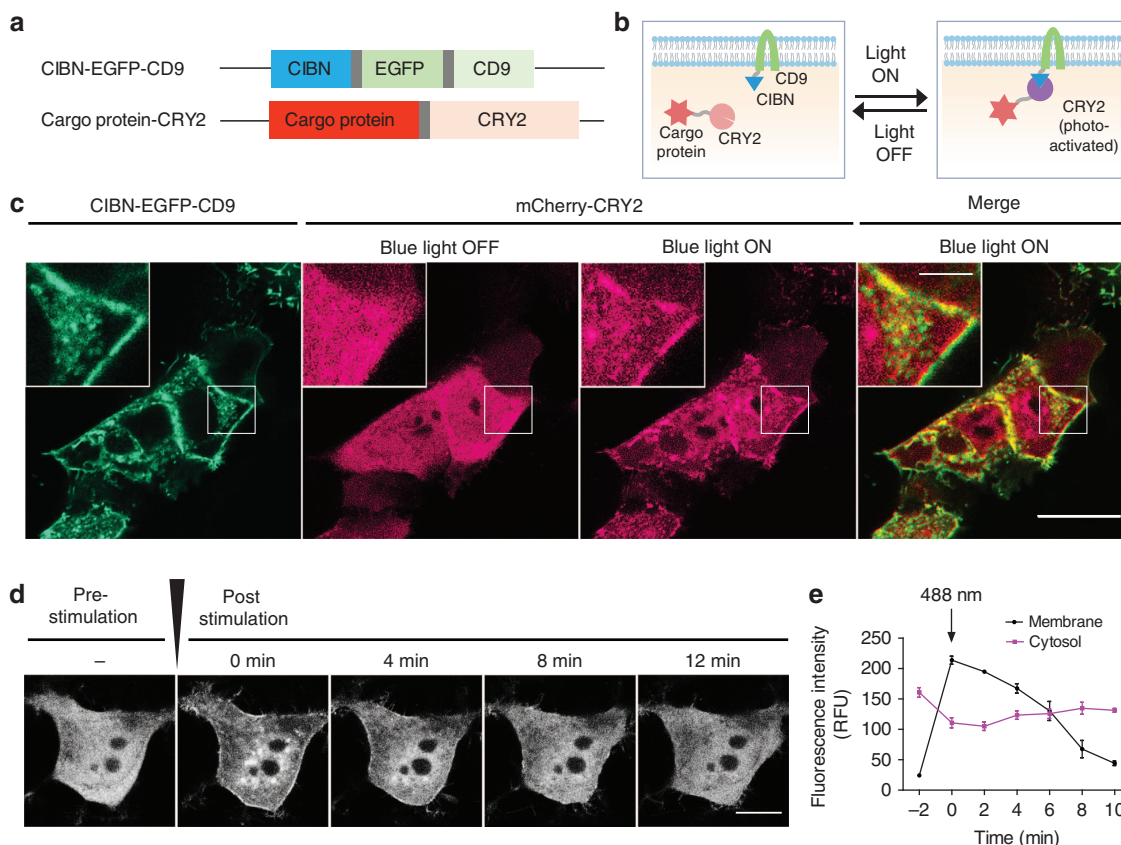 a
CIBN-EGFP-CD9
CIBN
EGFP
CD9
Cargo protein-CRY2
Cargo protein
CRY2
b
CD9
CIBN
Cargo
protein
CRY2
Light
ON
Light
OFF
CRY2
(photo-
activated)
c
CIBN-EGFP-CD9
mCherry-CRY2
Merge
Blue light OFF
Blue light ON
Blue light ON
d
Pre-
stimulation
Post
stimulation
–
0 min
4 min
8 min
12 min
e
488 nm
Membrane
Cytosol
Fluorescence intensity
(RFU)
250
200
150
100
50
0
–2
0
2
4
6
8
10
Time (min)